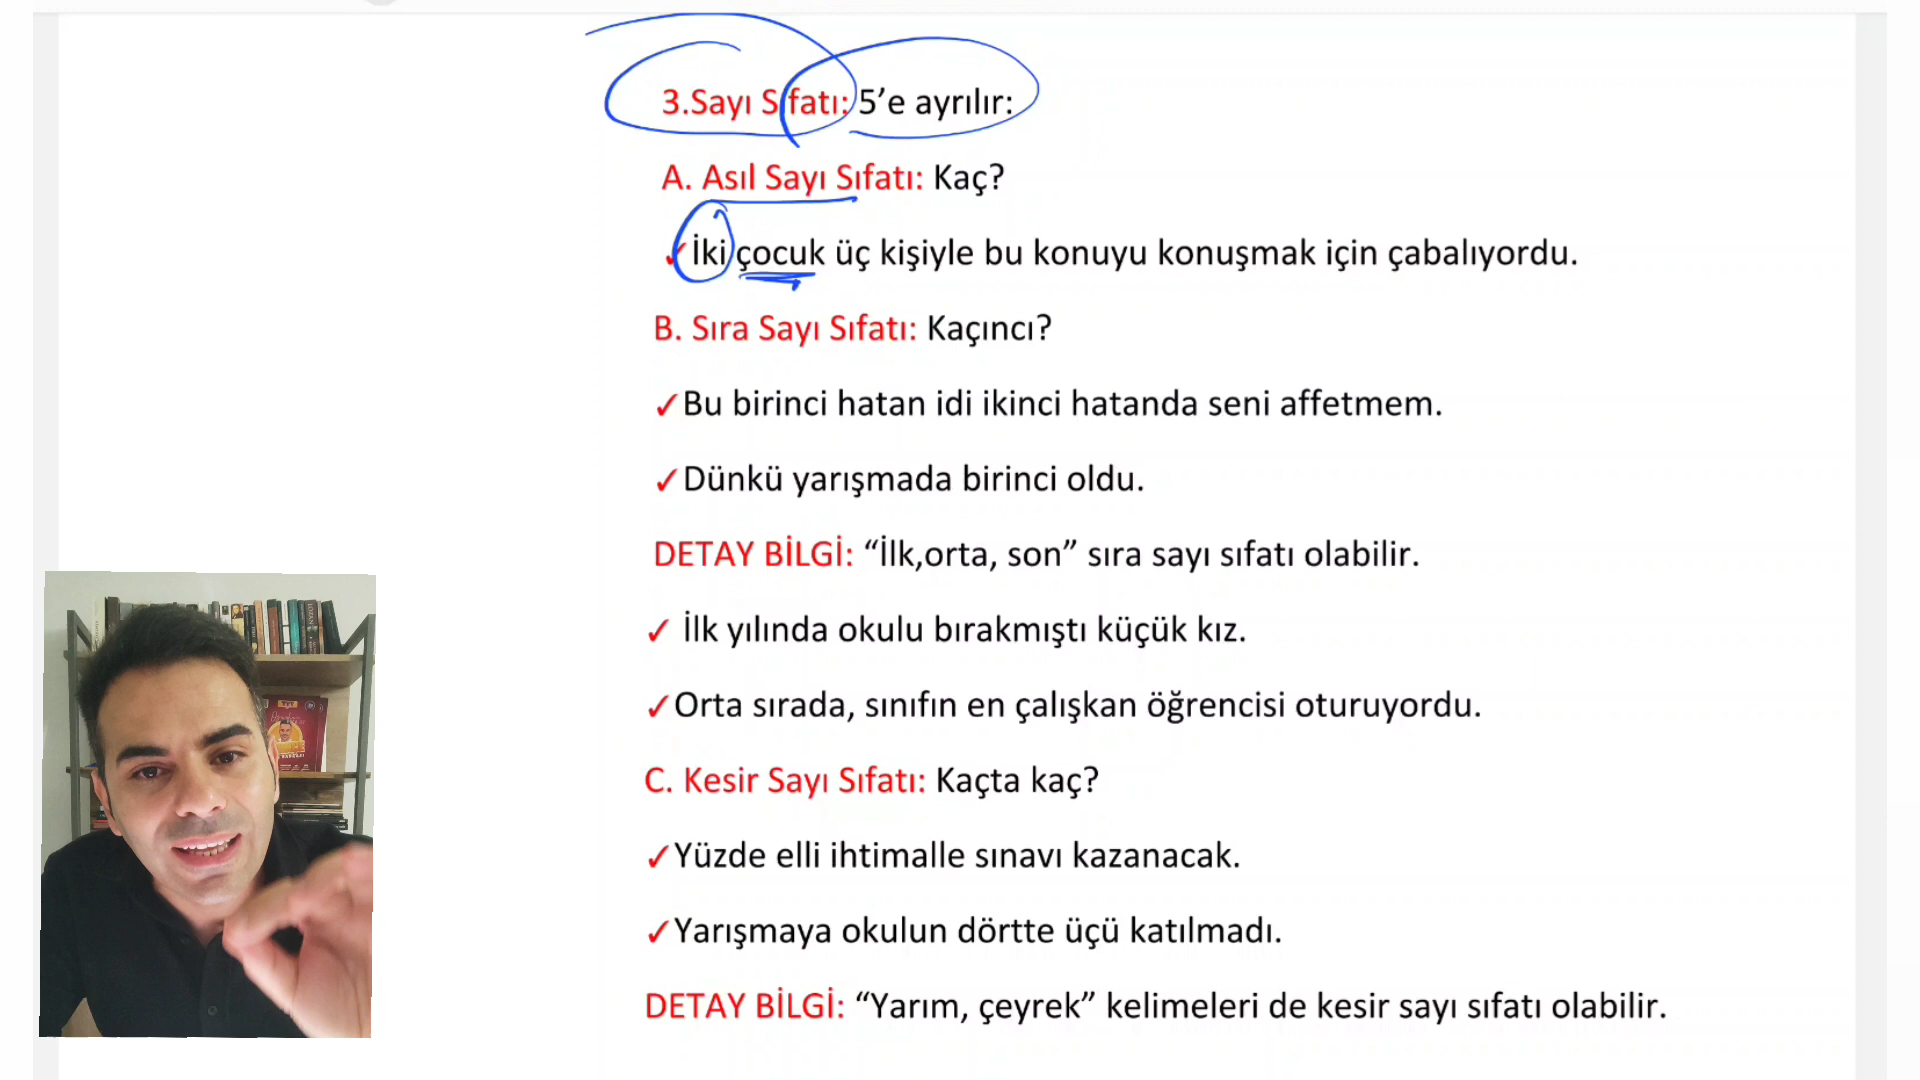 3.Sayı Sıfatı: 5’e ayrılır:
A. Asıl Sayı Sıfatı: Kaç?
✓İki çocuk üç kişiyle bu konuyu konuşmak için çabalıyordu.
B. Sıra Sayı Sıfatı: Kaçıncı?
✓Bu birinci hatan idi ikinci hatanda seni affetmem.
✓Dünkü yarışmada birinci oldu.
DETAY BİLGİ: “İlk,orta, son” sıra sayı sıfatı olabilir.
✓ İlk yılında okulu bırakmıştı küçük kız.
✓Orta sırada, sınıfın en çalışkan öğrencisi oturuyordu.
C. Kesir Sayı Sıfatı: Kaçta kaç?
✓Yüzde elli ihtimalle sınavı kazanacak.
✓Yarışmaya okulun dörtte üçü katılmadı.
DETAY BİLGİ: “Yarım, çeyrek” kelimeleri de kesir sayı sıfatı olabilir.